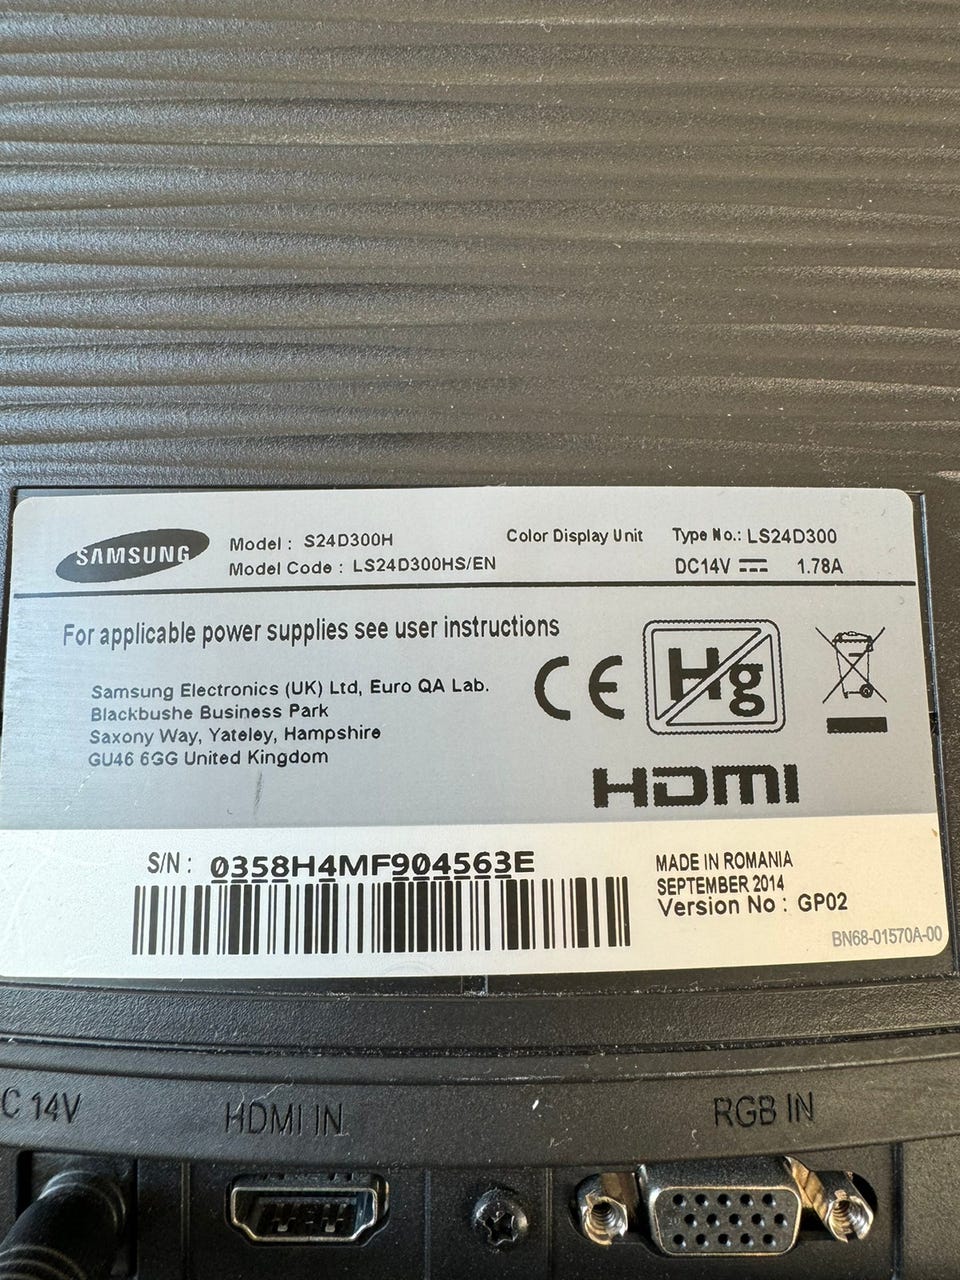 SAMSUNG
Model : S24D300H
Model Code : LS24D300HS/EN
Color Display Unit
Type No.: LS24D300
DC14V 1.78A
For applicable power supplies see user instructions
Samsung Electronics (UK) Ltd, Euro QA Lab.
Blackbushe Business Park
Saxony Way, Yateley, Hampshire
GU46 6GG United Kingdom
CE
Hg
HDMI
S/N : 0358H4MF904563E
MADE IN ROMANIA
SEPTEMBER 2014
Version No : GP02
BN68-01570A-00
C 14V
HDMI IN
RGB IN